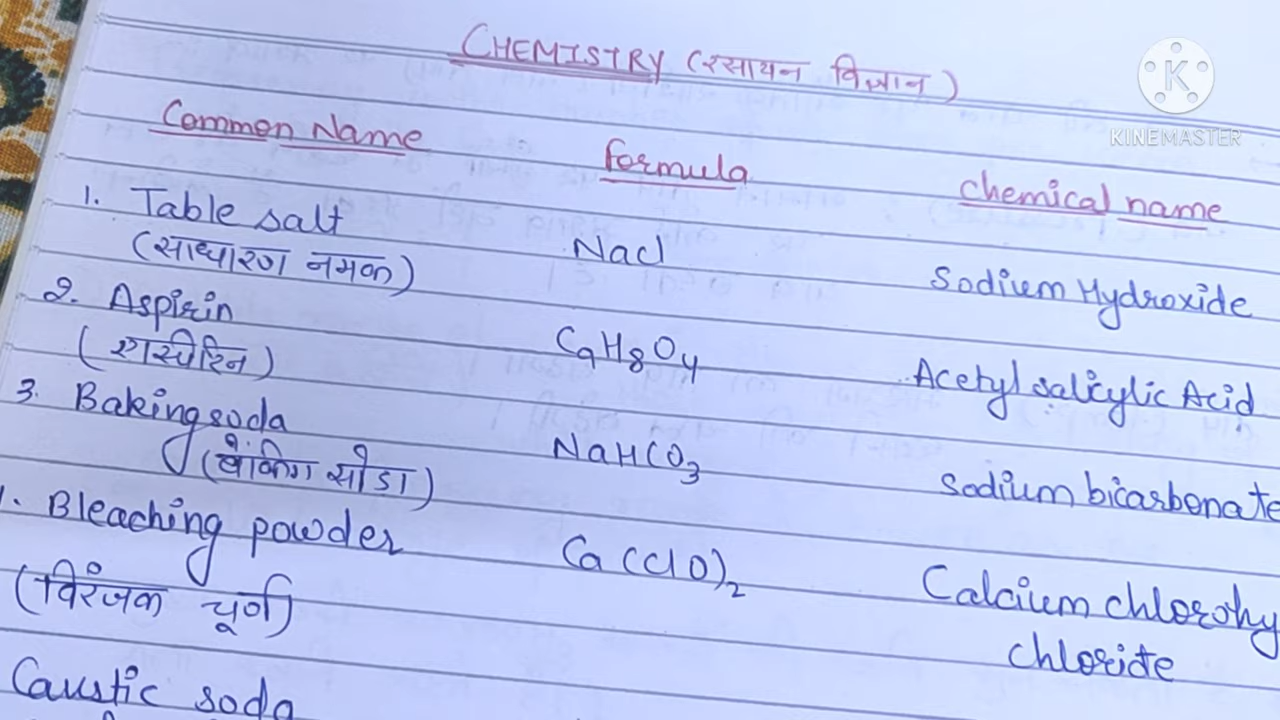 CHEMISTRY (रसायन विज्ञान)
Common Name Formula Chemical name
1. Table salt Nacl Sodium Hydroxide
(साधारण नमक)
2. Aspirin C9H8O4 Acetyl salicylic Acid
(एस्पीरिन)
3. Baking soda NaHCO3 Sodium bicarbonate
(बेकिंग सोडा)
. Bleaching powder Ca(ClO)2 Calcium chlorohy
(विरंजक चूर्ण) chloride
Caustic soda
KINEMASTER